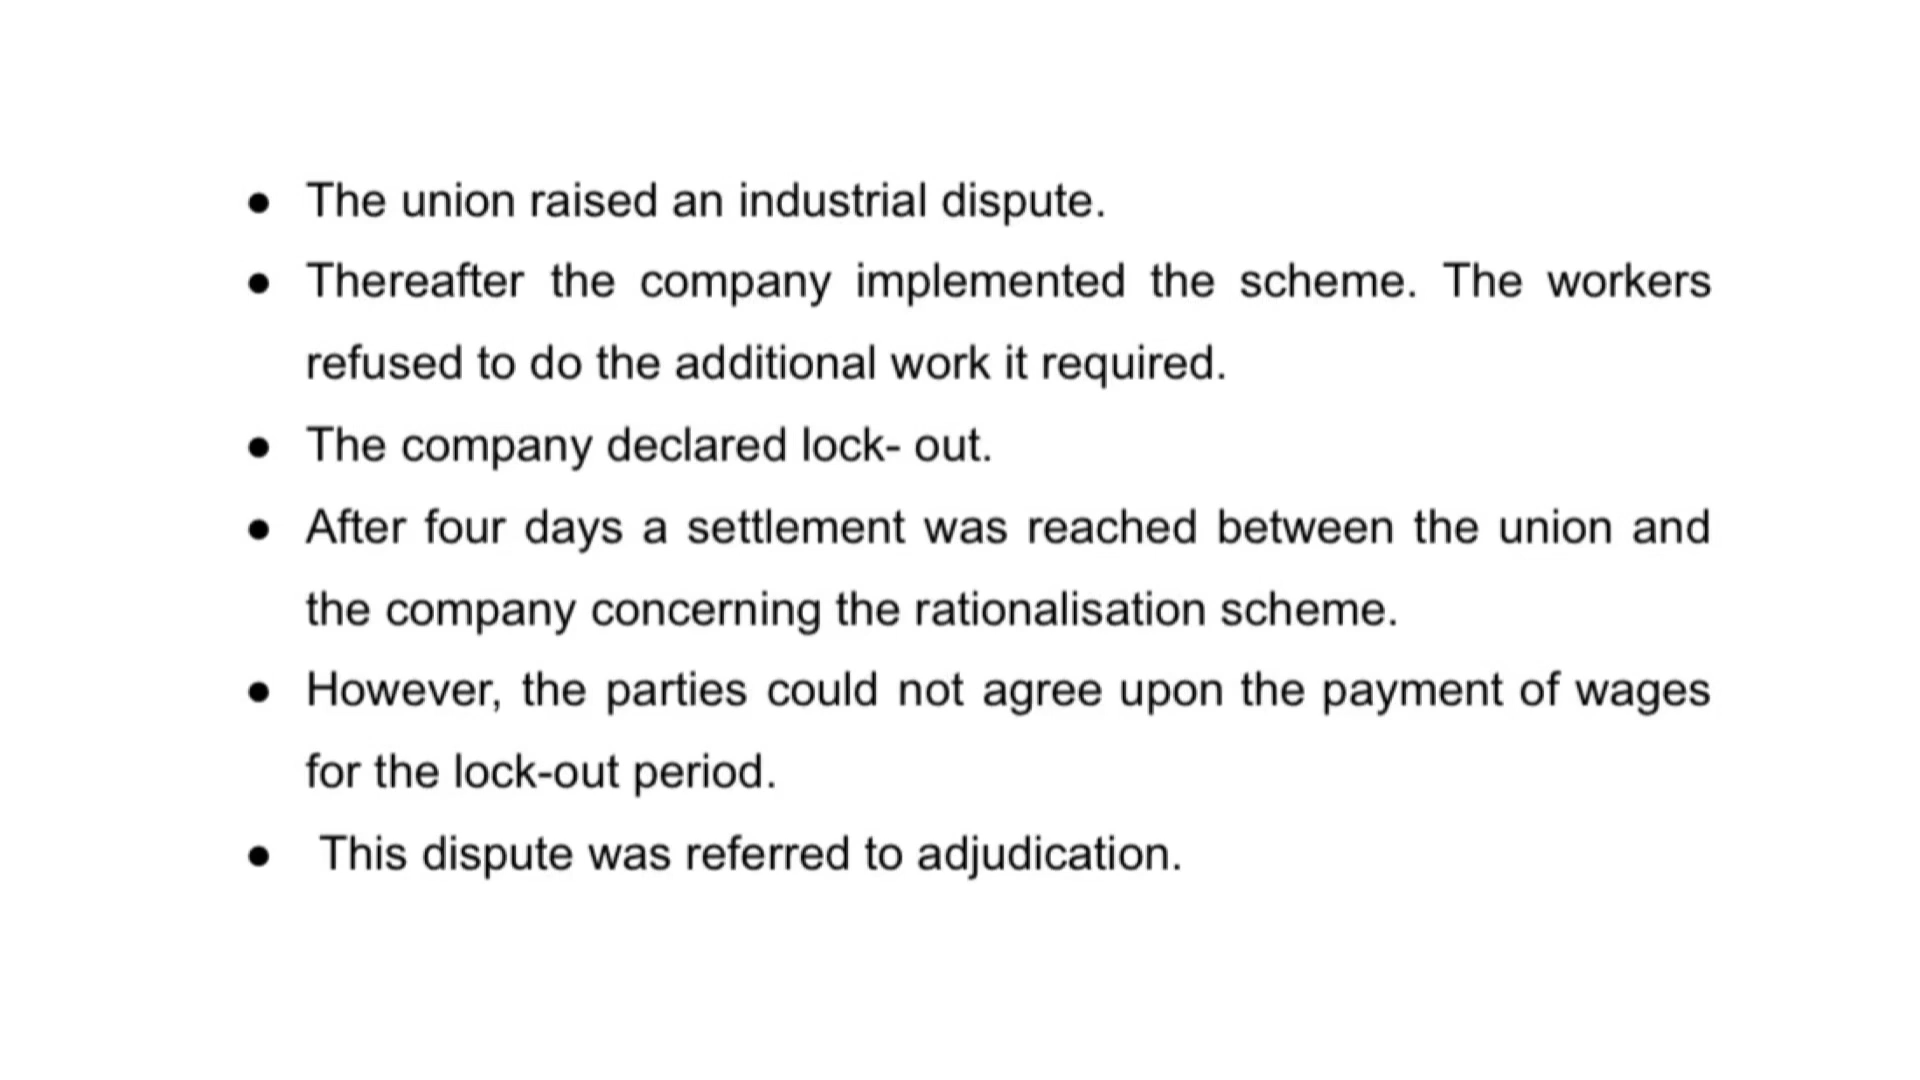 ● The union raised an industrial dispute.
● Thereafter the company implemented the scheme. The workers
refused to do the additional work it required.
● The company declared lock- out.
● After four days a settlement was reached between the union and
the company concerning the rationalisation scheme.
● However, the parties could not agree upon the payment of wages
for the lock-out period.
● This dispute was referred to adjudication.